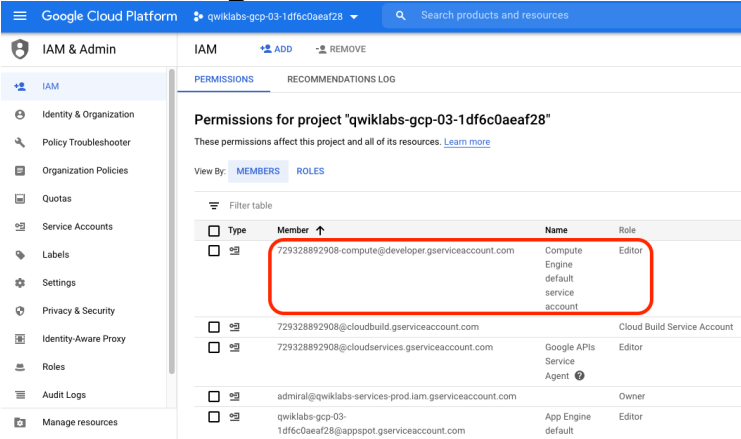 Google Cloud Platform qwiklabs-gcp-03-1df6c0aeaf28 Search products and resources
IAM & Admin
IAM ADD REMOVE
PERMISSIONS RECOMMENDATIONS LOG
IAM
Identity & Organization
Policy Troubleshooter
Organization Policies
Quotas
Service Accounts
Labels
Settings
Privacy & Security
Identity-Aware Proxy
Roles
Audit Logs
Manage resources
Permissions for project "qwiklabs-gcp-03-1df6c0aeaf28"
These permissions affect this project and all of its resources. Learn more
View By: MEMBERS ROLES
Filter table
Type Member Name Role
729328892908-compute@developer.gserviceaccount.com Compute Editor
Engine
default
service
account
729328892908@cloudbuild.gserviceaccount.com Cloud Build Service Account
729328892908@cloudservices.gserviceaccount.com Google APIs Editor
Service
Agent
admiral@qwiklabs-services-prod.iam.gserviceaccount.com Owner
qwiklabs-gcp-03- App Engine Editor
1df6c0aeaf28@appspot.gserviceaccount.com default